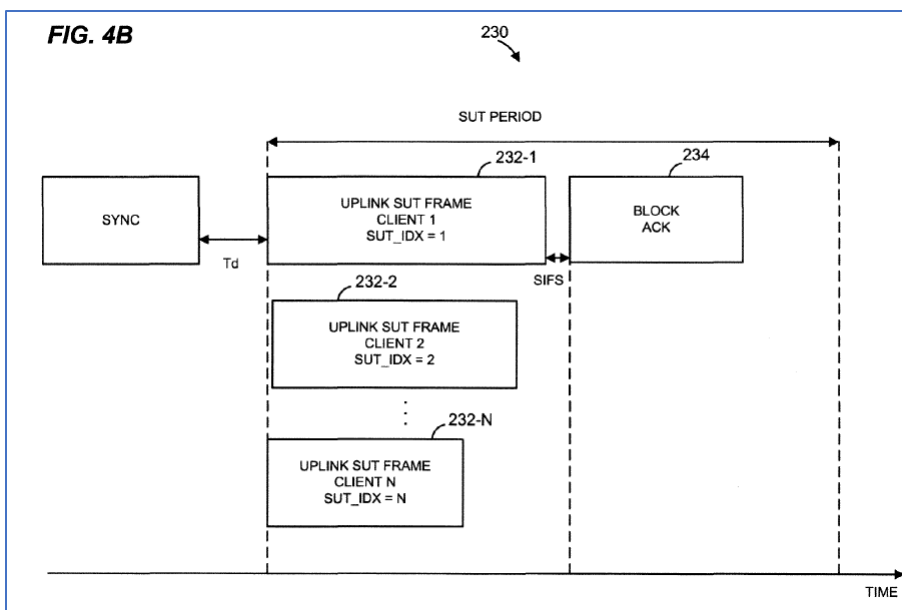 FIG. 4B
230
SUT PERIOD
232-1
234
SYNC
Td
UPLINK SUT FRAME
CLIENT 1
SUT_IDX = 1
SIFS
BLOCK
ACK
232-2
UPLINK SUT FRAME
CLIENT 2
SUT_IDX = 2
232-N
UPLINK SUT FRAME
CLIENT N
SUT_IDX = N
TIME